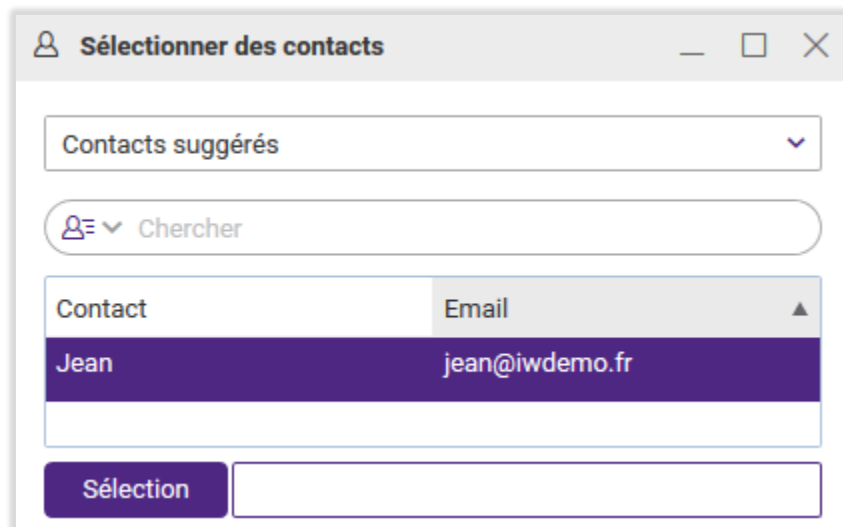 Sélectionner des contacts
Contacts suggérés
Chercher
Contact Email
Jean jean@iwdemo.fr
Sélection